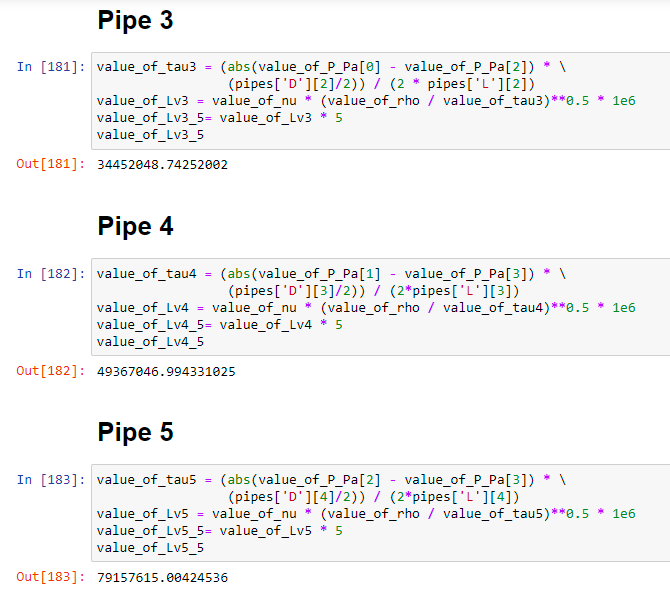 Pipe 3
In [181]: value_of_tau3 = (abs(value_of_P_Pa[0] - value_of_P_Pa[2]) * \
(pipes['D'][2]/2)) / (2 * pipes['L'][2])
value_of_Lv3 = value_of_nu * (value_of_rho / value_of_tau3)**0.5 * 1e6
value_of_Lv3_5= value_of_Lv3 * 5
value_of_Lv3_5
Out[181]: 34452048.74252002
Pipe 4
In [182]: value_of_tau4 = (abs(value_of_P_Pa[1] - value_of_P_Pa[3]) * \
(pipes['D'][3]/2)) / (2*pipes['L'][3])
value_of_Lv4 = value_of_nu * (value_of_rho / value_of_tau4)**0.5 * 1e6
value_of_Lv4_5= value_of_Lv4 * 5
value_of_Lv4_5
Out[182]: 49367046.994331025
Pipe 5
In [183]: value_of_tau5 = (abs(value_of_P_Pa[2] - value_of_P_Pa[3]) * \
(pipes['D'][4]/2)) / (2*pipes['L'][4])
value_of_Lv5 = value_of_nu * (value_of_rho / value_of_tau5)**0.5 * 1e6
value_of_Lv5_5= value_of_Lv5 * 5
value_of_Lv5_5
Out[183]: 79157615.00424536